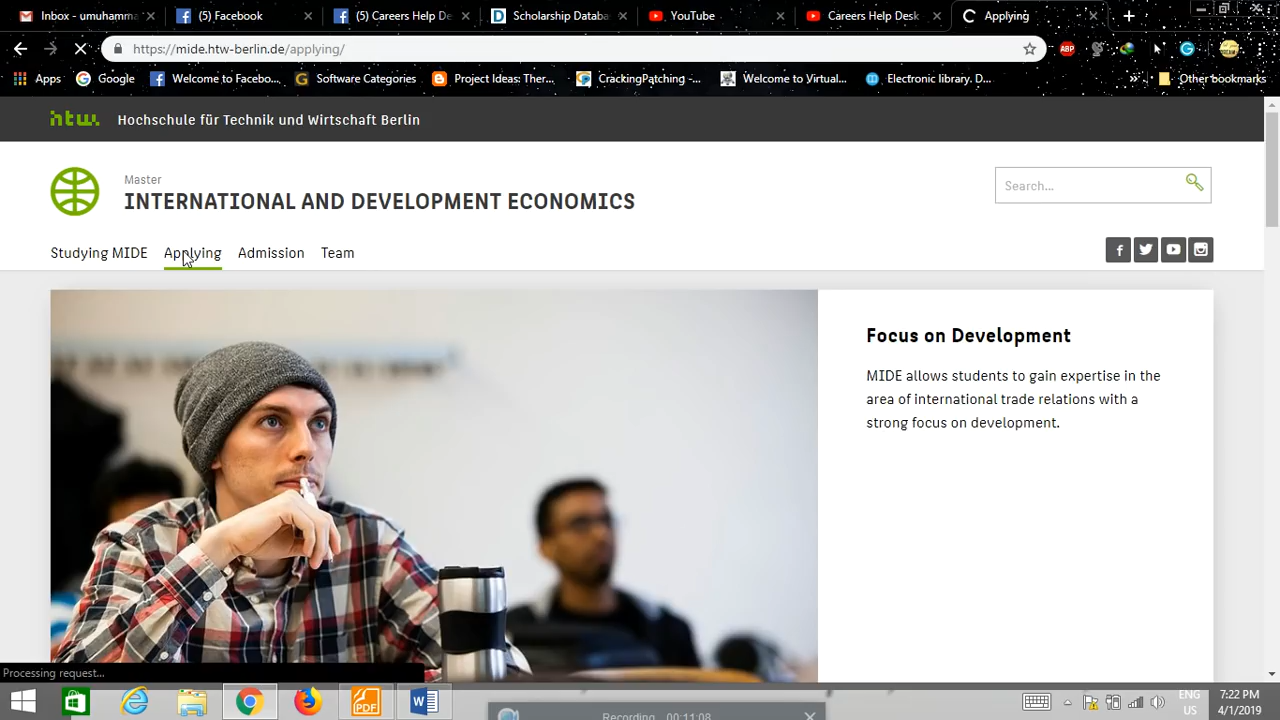 Inbox - umuhamm
(5) Facebook
(5) Careers Help De
Scholarship Databa
YouTube
Careers Help Desk
Applying
https://mide.htw-berlin.de/applying/
ABP
Apps
Google
Welcome to Facebo...
Software Categories
Project Ideas: Ther...
CrackingPatching -...
Welcome to Virtual...
Electronic library. D...
Other bookmarks
htw. Hochschule für Technik und Wirtschaft Berlin
Master
INTERNATIONAL AND DEVELOPMENT ECONOMICS
Search...
Studying MIDE Applying Admission Team
Focus on Development
MIDE allows students to gain expertise in the
area of international trade relations with a
strong focus on development.
Processing request...
PDF
Recording 00:11:08
ENG
US
7:22 PM
4/1/2019